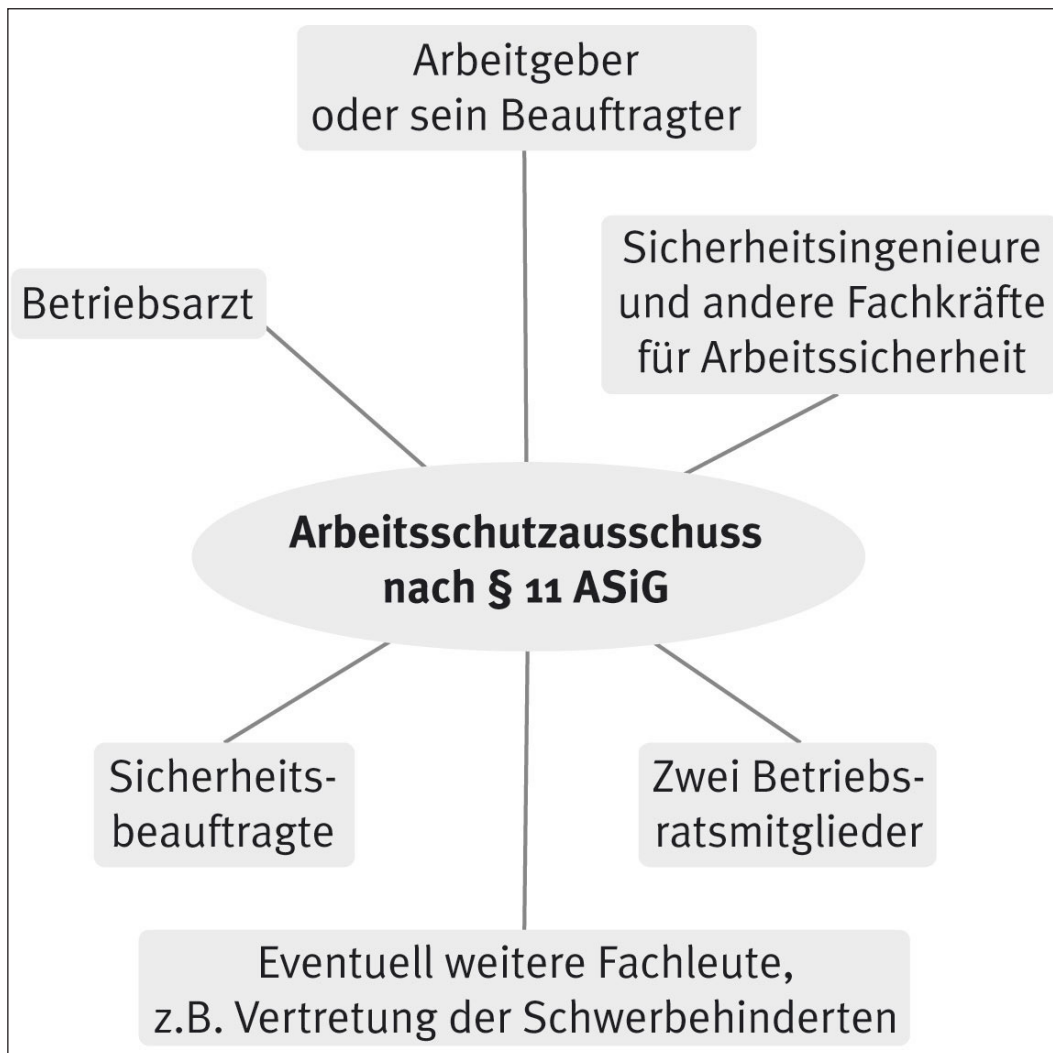 Arbeitgeber
oder sein Beauftragter
Sicherheitsingenieure
und andere Fachkräfte
für Arbeitssicherheit
Betriebsarzt
Arbeitsschutzausschuss
nach § 11 ASiG
Sicherheits-
beauftragte
Zwei Betriebs-
ratsmitglieder
Eventuell weitere Fachleute,
z.B. Vertretung der Schwerbehinderten